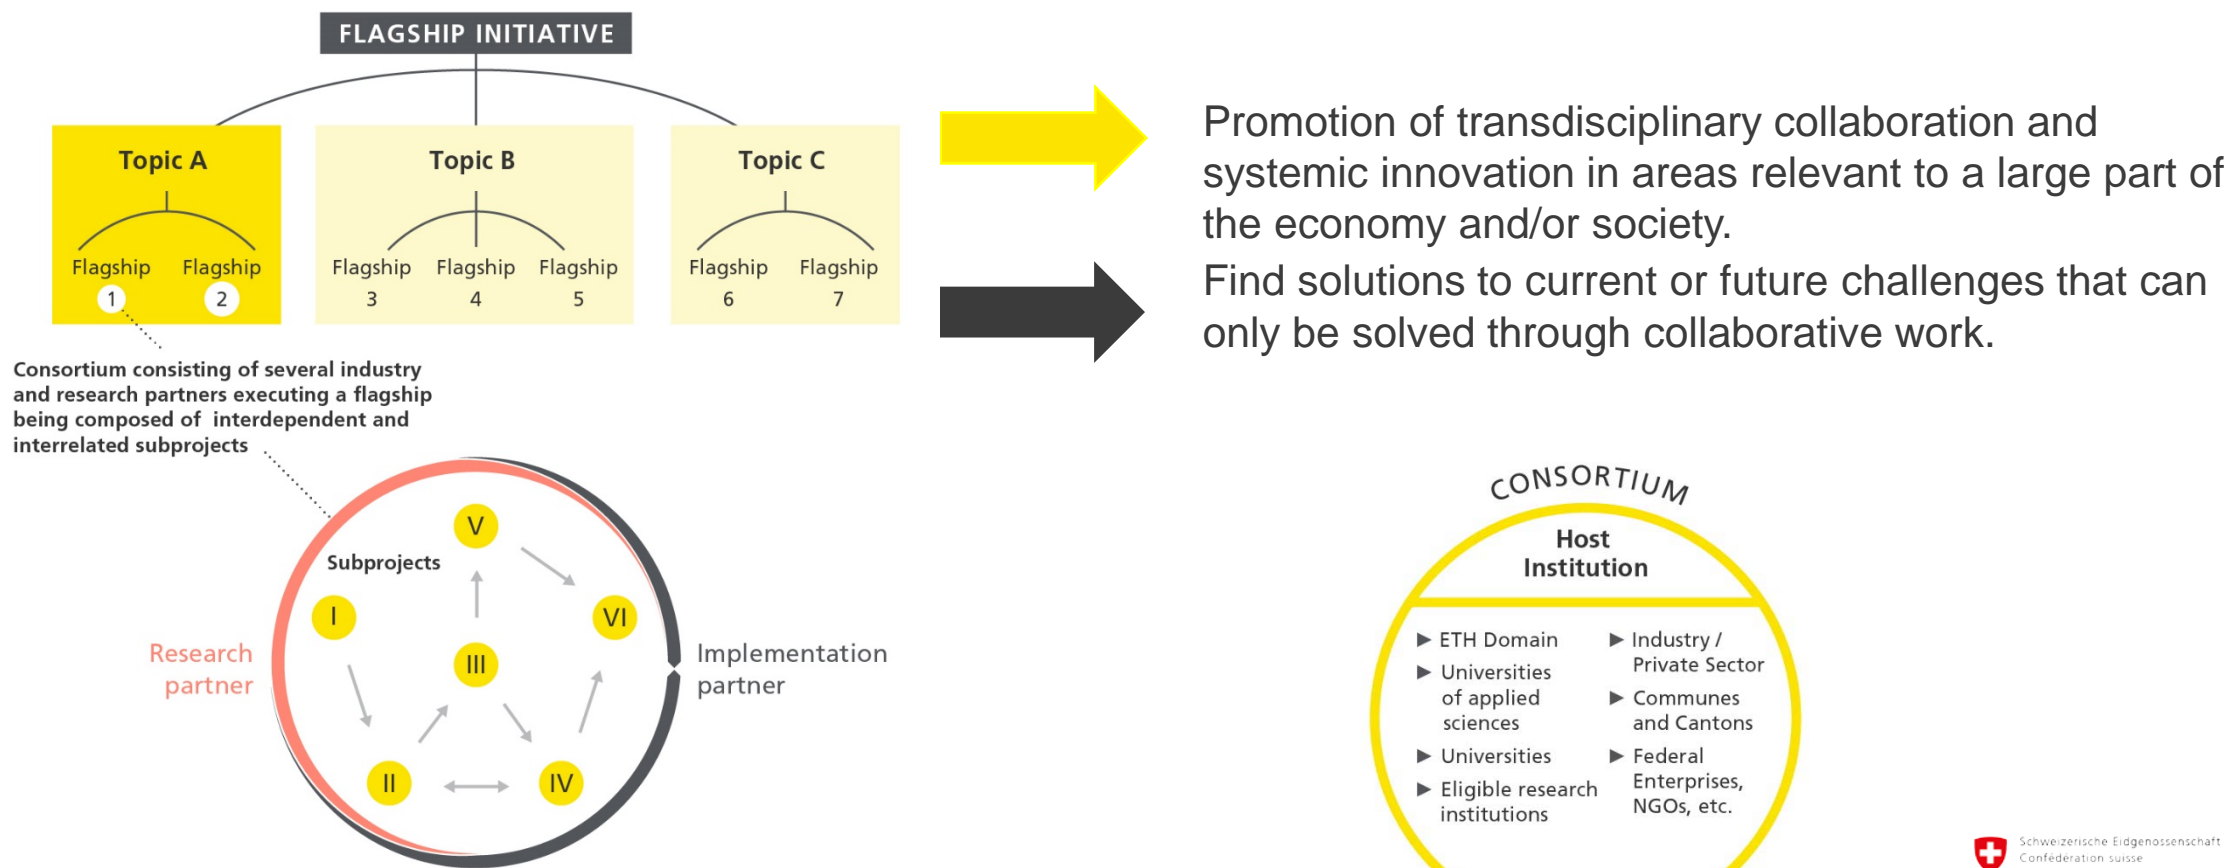 FLAGSHIP INITIATIVE
Topic A
Topic B
Topic C
Flagship
1
Flagship
2
Flagship
3
Flagship
4
Flagship
5
Flagship
6
Flagship
7
Promotion of transdisciplinary collaboration and
systemic innovation in areas relevant to a large part of
the economy and/or society.
Find solutions to current or future challenges that can
only be solved through collaborative work.
Consortium consisting of several industry
and research partners executing a flagship
being composed of interdependent and
interrelated subprojects
Subprojects
V
I
VI
III
II
IV
Research
partner
Implementation
partner
CONSORTIUM
Host
Institution
▶ ETH Domain
▶ Universities
of applied
sciences
▶ Universities
▶ Eligible research
institutions
▶ Industry /
Private Sector
▶ Communes
and Cantons
▶ Federal
Enterprises,
NGOs, etc.
Schweizerische Eidgenossenschaft
Confédération suisse